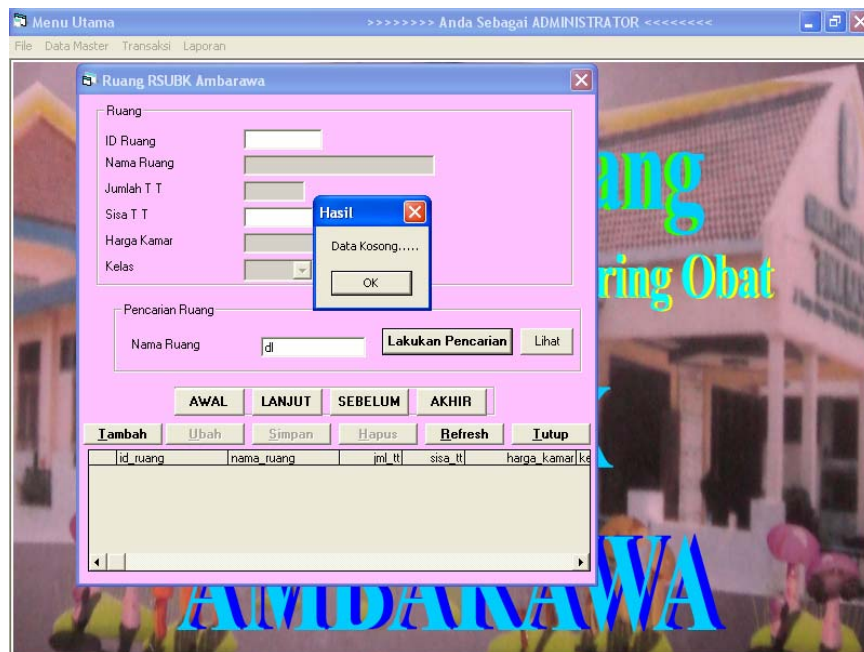 Menu Utama >>>>>>>> Anda Sebagai ADMINISTRATOR <<<<<<<<
File Data Master Transaksi Laporan
Ruang RSUBK Ambarawa
Ruang
ID Ruang
Nama Ruang
Jumlah T T
Sisa T T
Harga Kamar
Kelas
Hasil
Data Kosong.....
OK
ang
ring Obat
Pencarian Ruang
Nama Ruang dl Lakukan Pencarian Lihat
AWAL LANJUT SEBELUM AKHIR
Tambah Ubah Simpan Hapus Refresh Tutup
id_ruang nama_ruang jml_tt sisa_tt harga_kamar ke
AMBARAWA